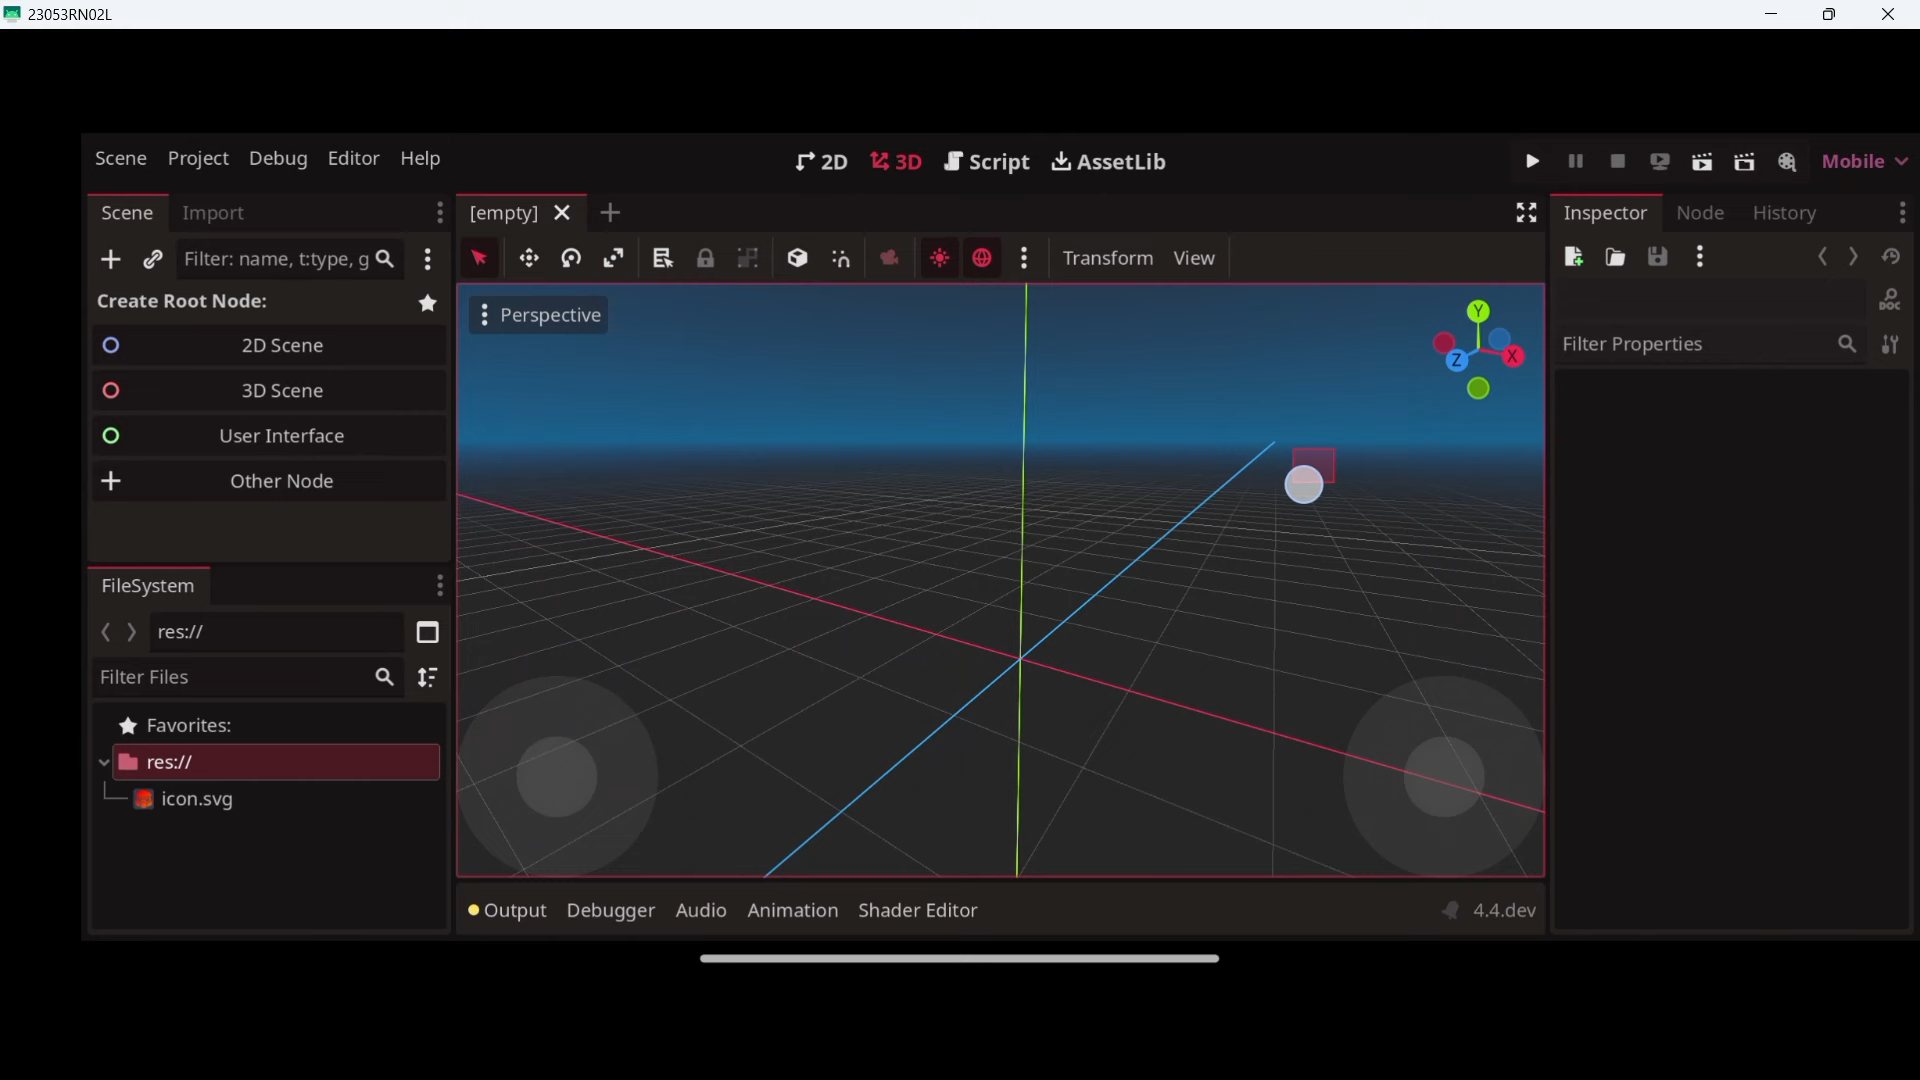 23053RN02L
Scene Project Debug Editor Help
2D 3D Script AssetLib
Mobile
Scene Import
[empty]
Inspector Node History
Filter: name, t:type, g
Transform View
Create Root Node:
Perspective
Y
Z X
DOC
2D Scene
Filter Properties
3D Scene
User Interface
Other Node
FileSystem
res://
Filter Files
Favorites:
res://
icon.svg
Output Debugger Audio Animation Shader Editor
4.4.dev